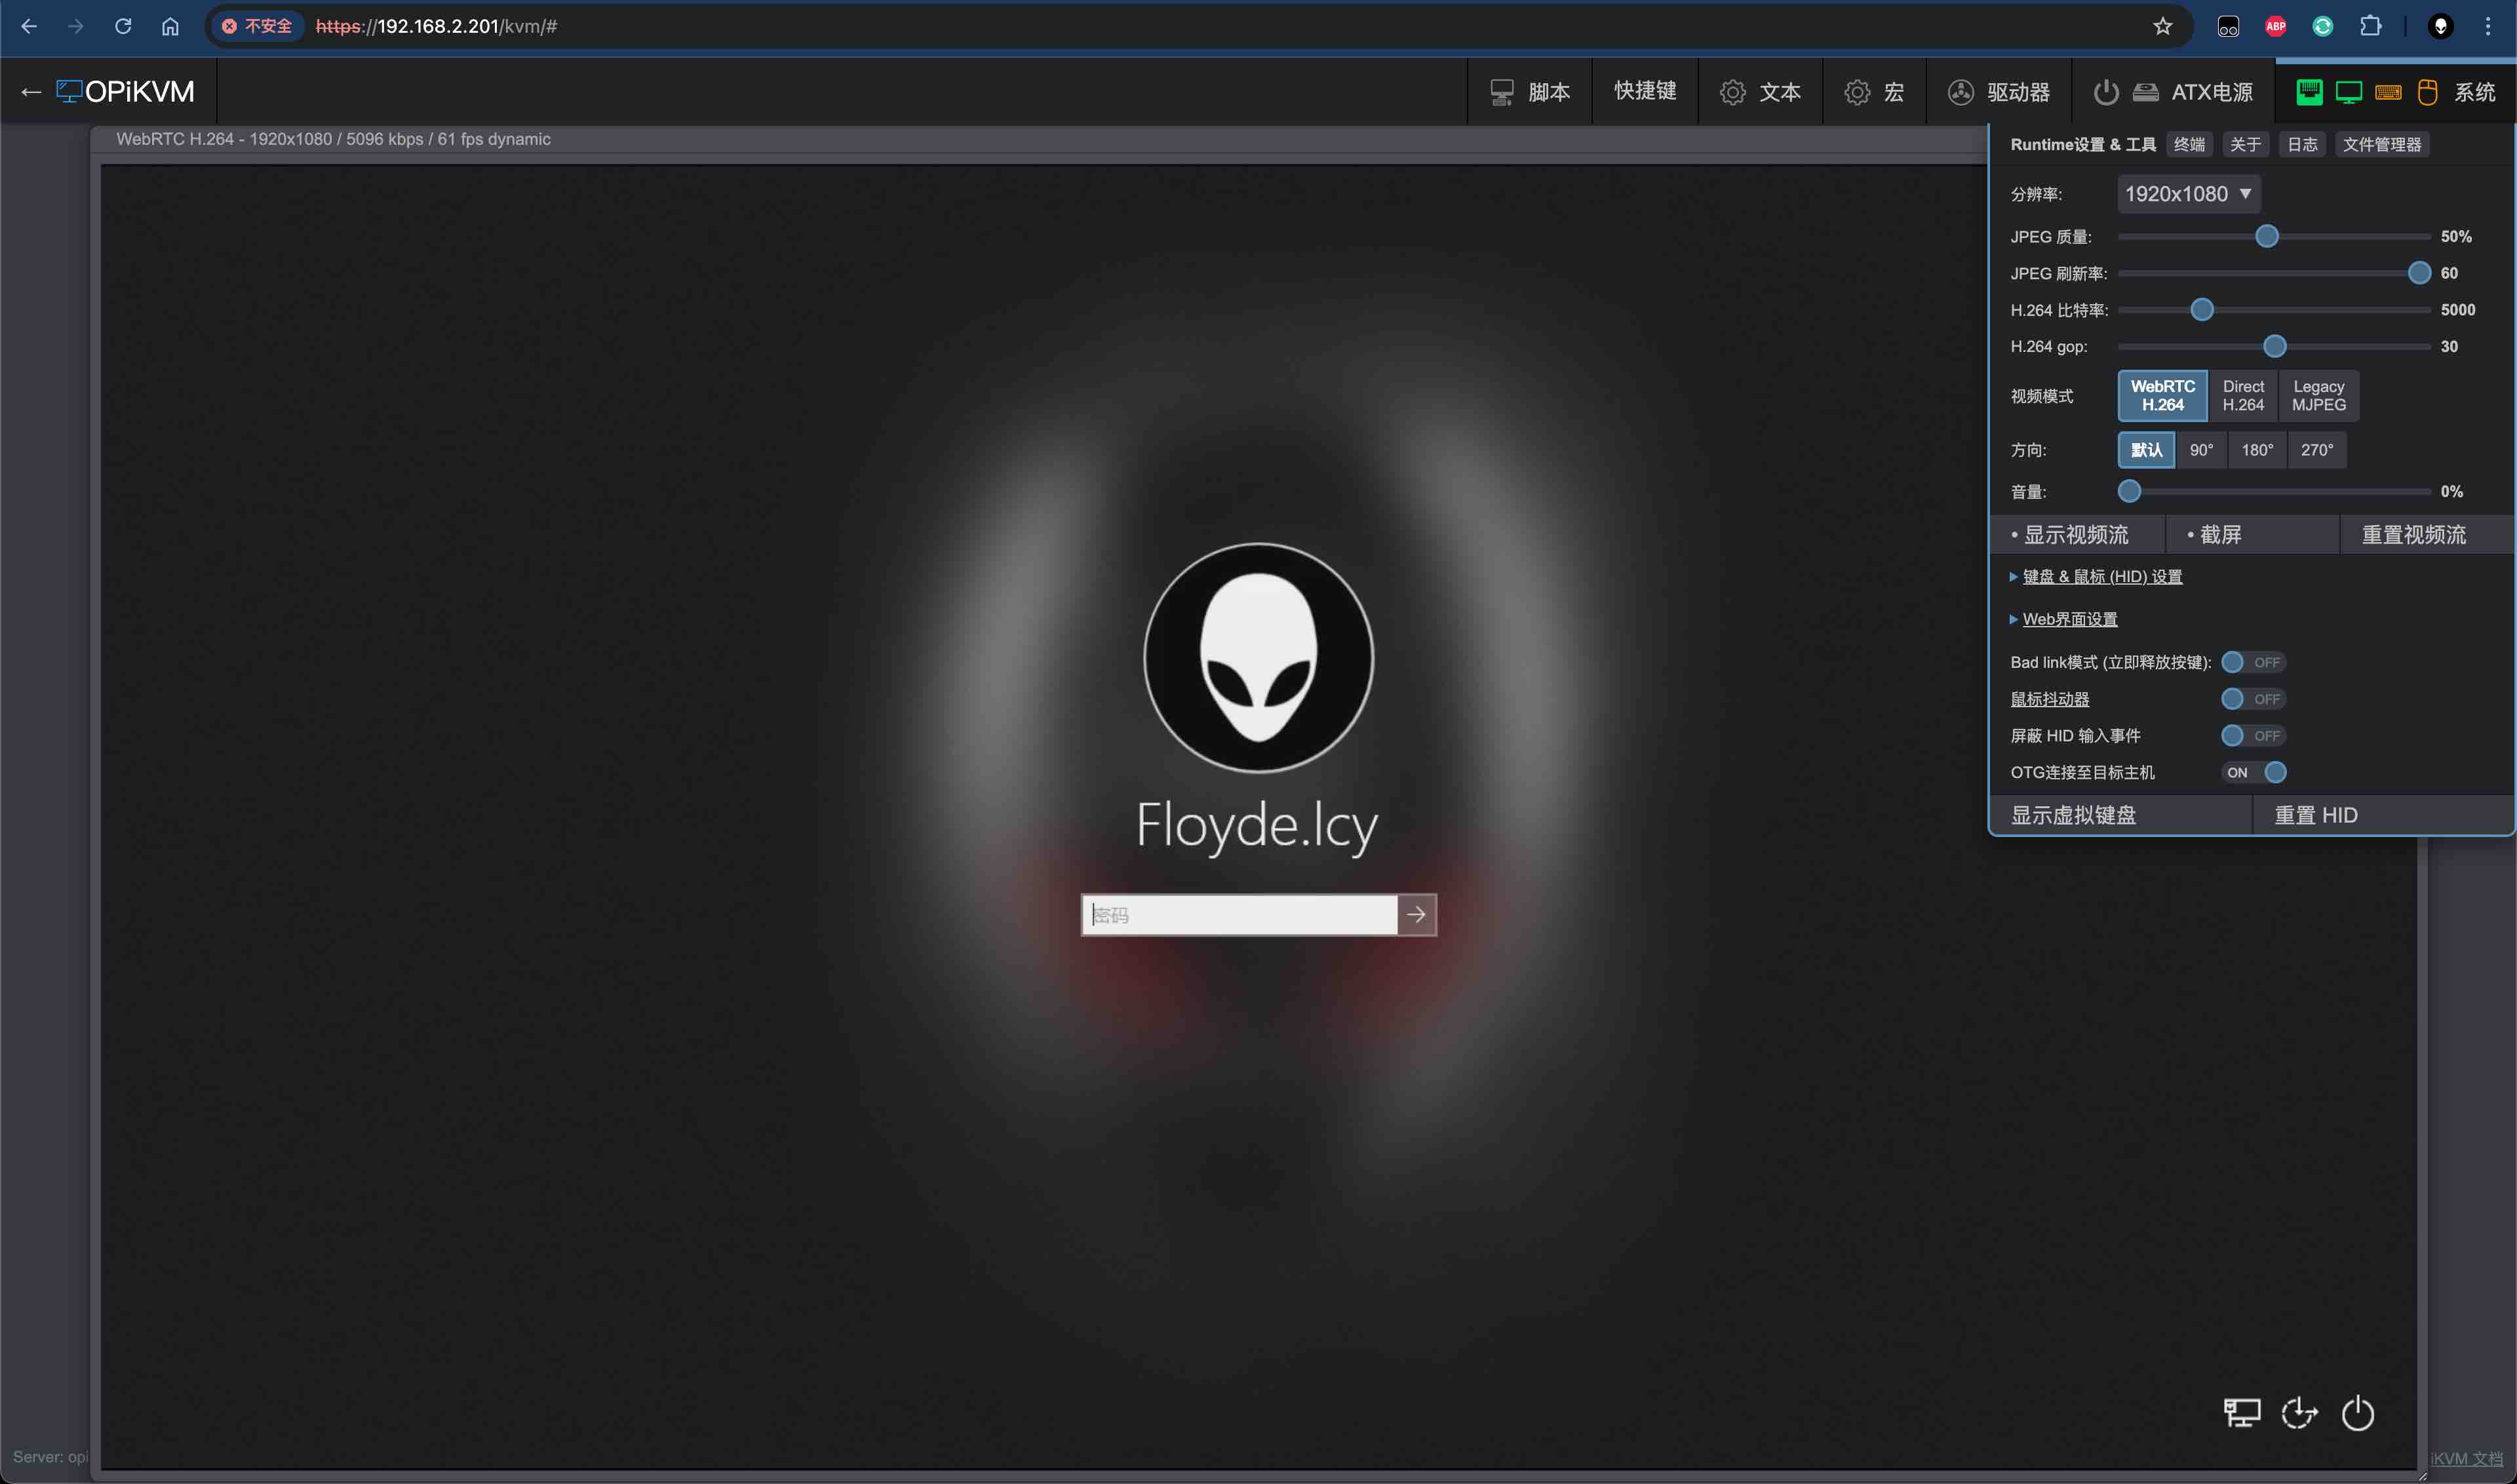 不安全 https://192.168.2.201/kvm/#
ABP
← OPiKVM
脚本 快捷键 文本 宏 驱动器 ATX电源 系统
WebRTC H.264 - 1920x1080 / 5096 kbps / 61 fps dynamic
Runtime设置 & 工具 终端 关于 日志 文件管理器
分辨率: 1920x1080 ▼
JPEG 质量: 50%
JPEG 刷新率: 60
H.264 比特率: 5000
H.264 gop: 30
视频模式 WebRTC H.264 Direct H.264 Legacy MJPEG
方向: 默认 90° 180° 270°
音量: 0%
• 显示视频流 • 截屏 重置视频流
键盘 & 鼠标 (HID) 设置
Web界面设置
Bad link模式 (立即释放按键): OFF
鼠标抖动器 OFF
屏蔽 HID 输入事件 OFF
OTG连接至目标主机 ON
显示虚拟键盘 重置 HID
Floyde.lcy
密码
Server: opi
iKVM 文档